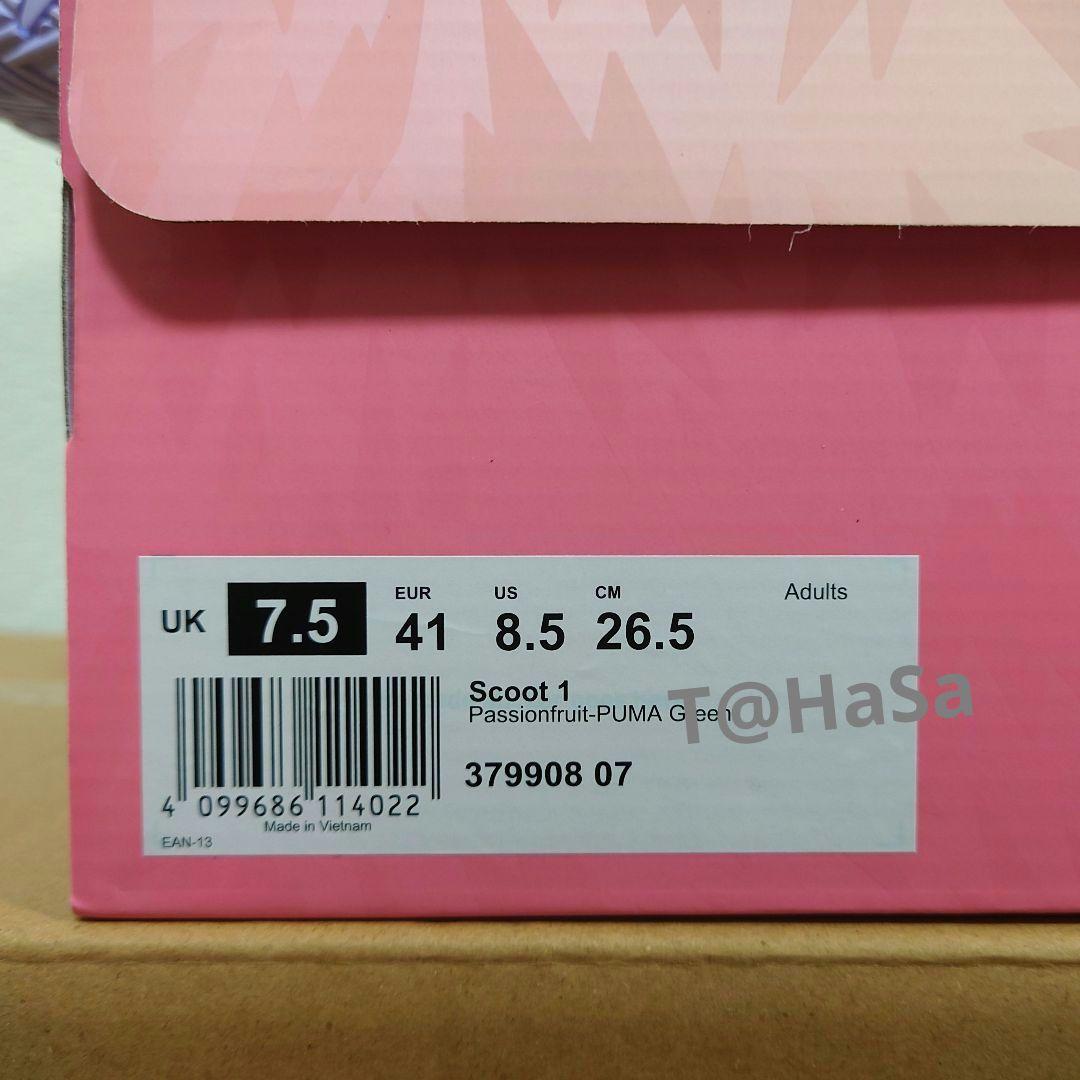 UK 7.5 EUR 41 US 8.5 CM 26.5 Adults
Scoot 1
Passionfruit-PUMA Green
T@HaSa
379908 07
4 099686 114022
Made in Vietnam
EAN-13